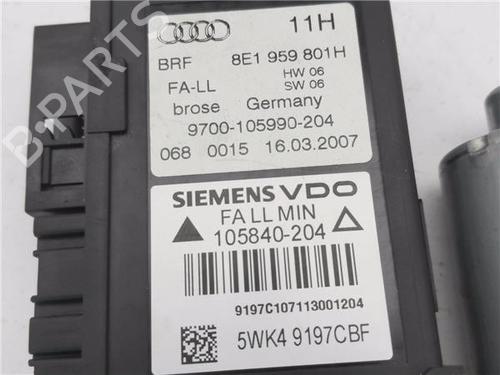 11H
BRF 8E1 959 801H
HW 06
FA-LL SW 06
brose Germany
9700-105990-204
068 0015 16.03.2007
SIEMENS VDO
FA LL MIN
105840-204
9197C107113001204
5WK4 9197CBF